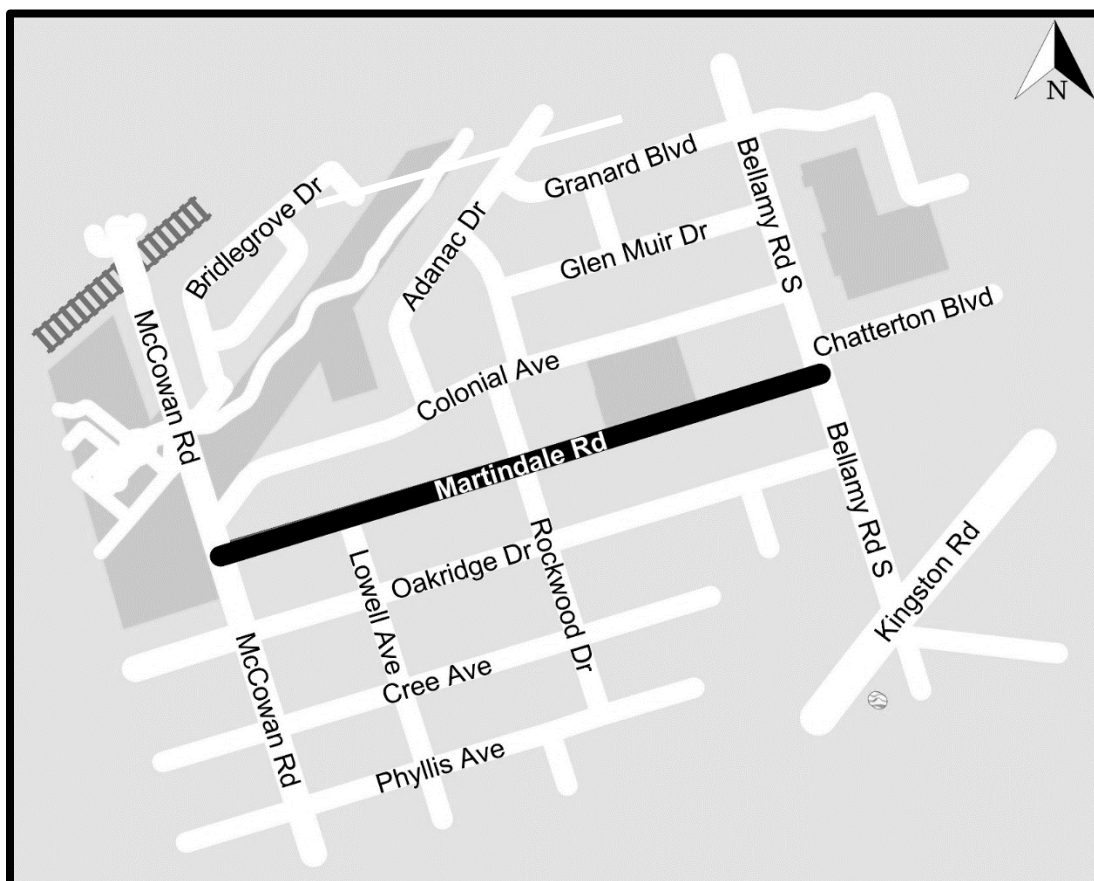 N
Granard Blvd
Bellamy Rd S
Bridlegrove Dr
Adanac Dr
Glen Muir Dr
McCowan Rd
Chatterton Blvd
Colonial Ave
Martindale Rd
Bellamy Rd S
Rockwood Dr
Oakridge Dr
Lowell Ave
Kingston Rd
McCowan Rd
Cree Ave
Phyllis Ave